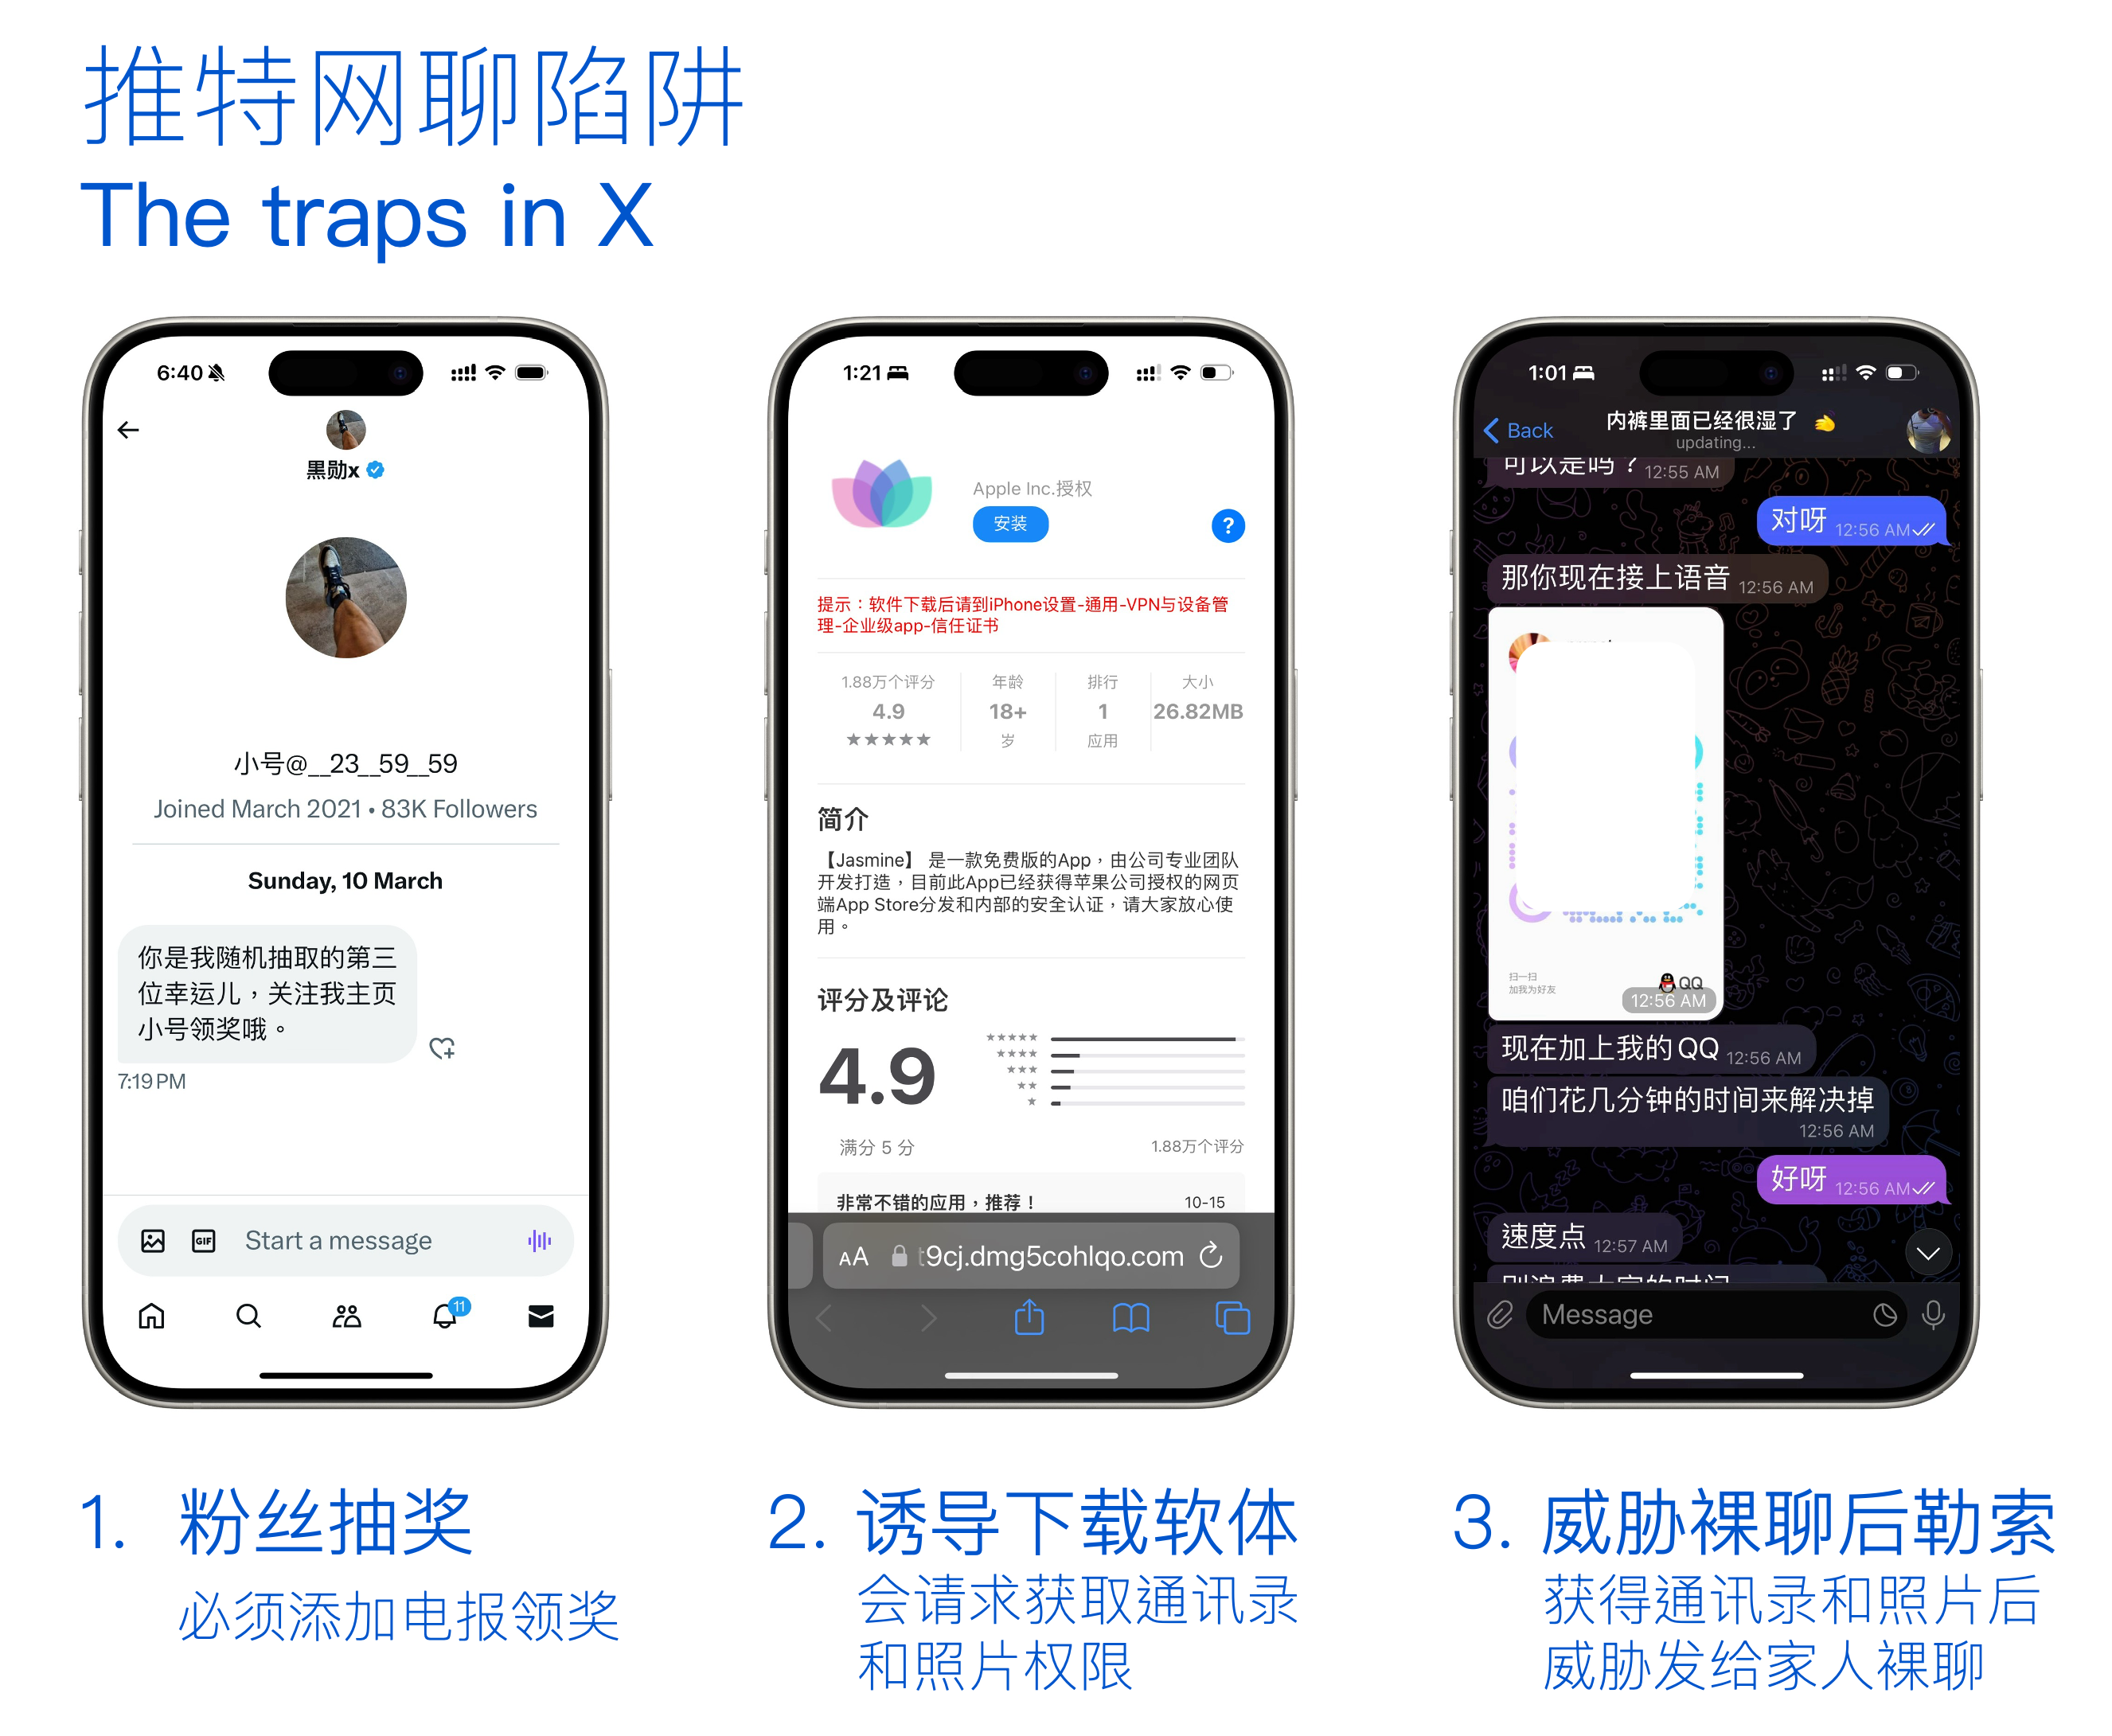 推特网聊陷阱
The traps in X
6:40
黑勋x
小号@__23__59__59
Joined March 2021 • 83K Followers
Sunday, 10 March
你是我随机抽取的第三
位幸运儿，关注我主页
小号领奖哦。
7:19 PM
GIF
Start a message
11
1:21
Apple Inc.授权
安装
?
提示：软件下载后请到iPhone设置-通用-VPN与设备管
理-企业级app-信任证书
1.88万个评分
4.9
★★★★★
年龄
18+
岁
排行
1
应用
大小
26.82MB
简介
【Jasmine】 是一款免费版的App，由公司专业团队
开发打造，目前此App已经获得苹果公司授权的网页
端App Store分发和内部的安全认证，请大家放心使
用。
评分及评论
4.9
满分 5 分
1.88万个评分
非常不错的应用，推荐！
10-15
AA
9cj.dmg5cohlqo.com
1:01
Back
内裤里面已经很湿了
updating...
可以是吗？ 12:55 AM
对呀 12:56 AM
那你现在接上语音 12:56 AM
扫一扫
加我为好友
QQ
12:56 AM
现在加上我的QQ 12:56 AM
咱们花几分钟的时间来解决掉
12:56 AM
好呀 12:56 AM
速度点 12:57 AM
别浪费大家的时间
Message
1. 粉丝抽奖
必须添加电报领奖
2. 诱导下载软体
会请求获取通讯录
和照片权限
3. 威胁裸聊后勒索
获得通讯录和照片后
威胁发给家人裸聊